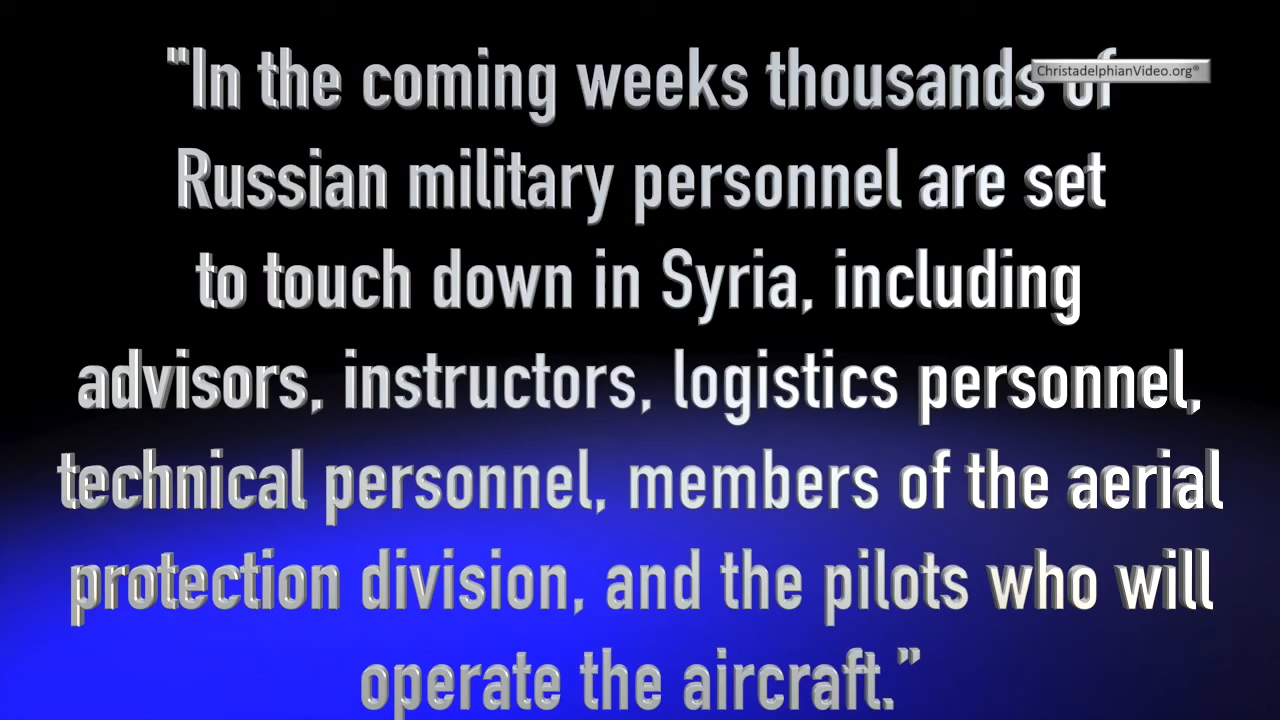 "In the coming weeks thousands of
ChristadelphianVideo.org®
Russian military personnel are set
to touch down in Syria, including
advisors, instructors, logistics personnel,
technical personnel, members of the aerial
protection division, and the pilots who will
operate the aircraft.”